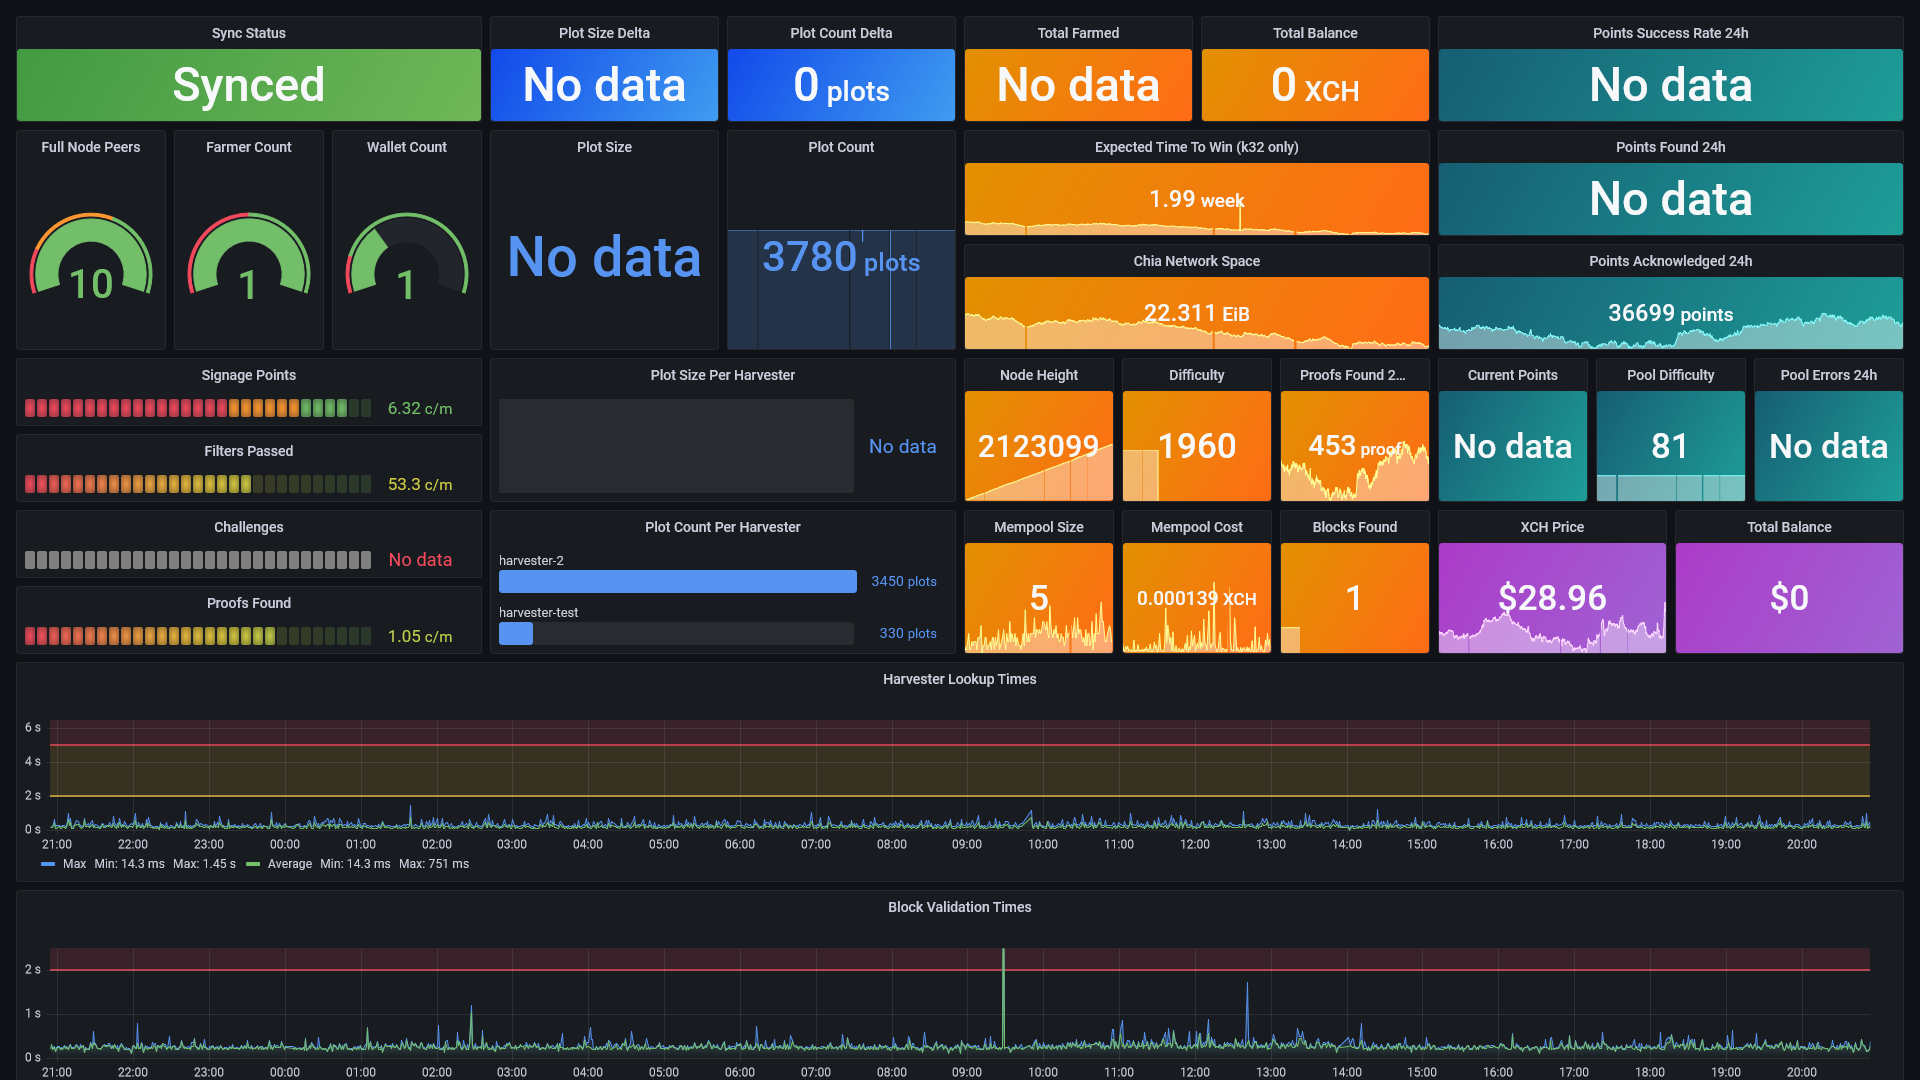 Sync Status
Synced
Plot Size Delta
No data
Plot Count Delta
0 plots
Total Farmed
No data
Total Balance
0 XCH
Points Success Rate 24h
No data
Full Node Peers
10
Farmer Count
1
Wallet Count
1
Plot Size
No data
Plot Count
3780 plots
Expected Time To Win (k32 only)
1.99 week
Points Found 24h
No data
Chia Network Space
22.311 EiB
Points Acknowledged 24h
36699 points
Signage Points
6.32 c/m
Filters Passed
53.3 c/m
Plot Size Per Harvester
No data
Node Height
2123099
Difficulty
1960
Proofs Found 2...
453 proof
Current Points
No data
Pool Difficulty
81
Pool Errors 24h
No data
Challenges
No data
Proofs Found
1.05 c/m
Plot Count Per Harvester
harvester-2
3450 plots
harvester-test
330 plots
Mempool Size
5
Mempool Cost
0.000139 XCH
Blocks Found
1
XCH Price
$28.96
Total Balance
$0
Harvester Lookup Times
6 s
4 s
2 s
0 s
21:00 22:00 23:00 00:00 01:00 02:00 03:00 04:00 05:00 06:00 07:00 08:00 09:00 10:00 11:00 12:00 13:00 14:00 15:00 16:00 17:00 18:00 19:00 20:00
Max Min: 14.3 ms Max: 1.45 s Average Min: 14.3 ms Max: 751 ms
Block Validation Times
2 s
1 s
0 s
21:00 22:00 23:00 00:00 01:00 02:00 03:00 04:00 05:00 06:00 07:00 08:00 09:00 10:00 11:00 12:00 13:00 14:00 15:00 16:00 17:00 18:00 19:00 20:00